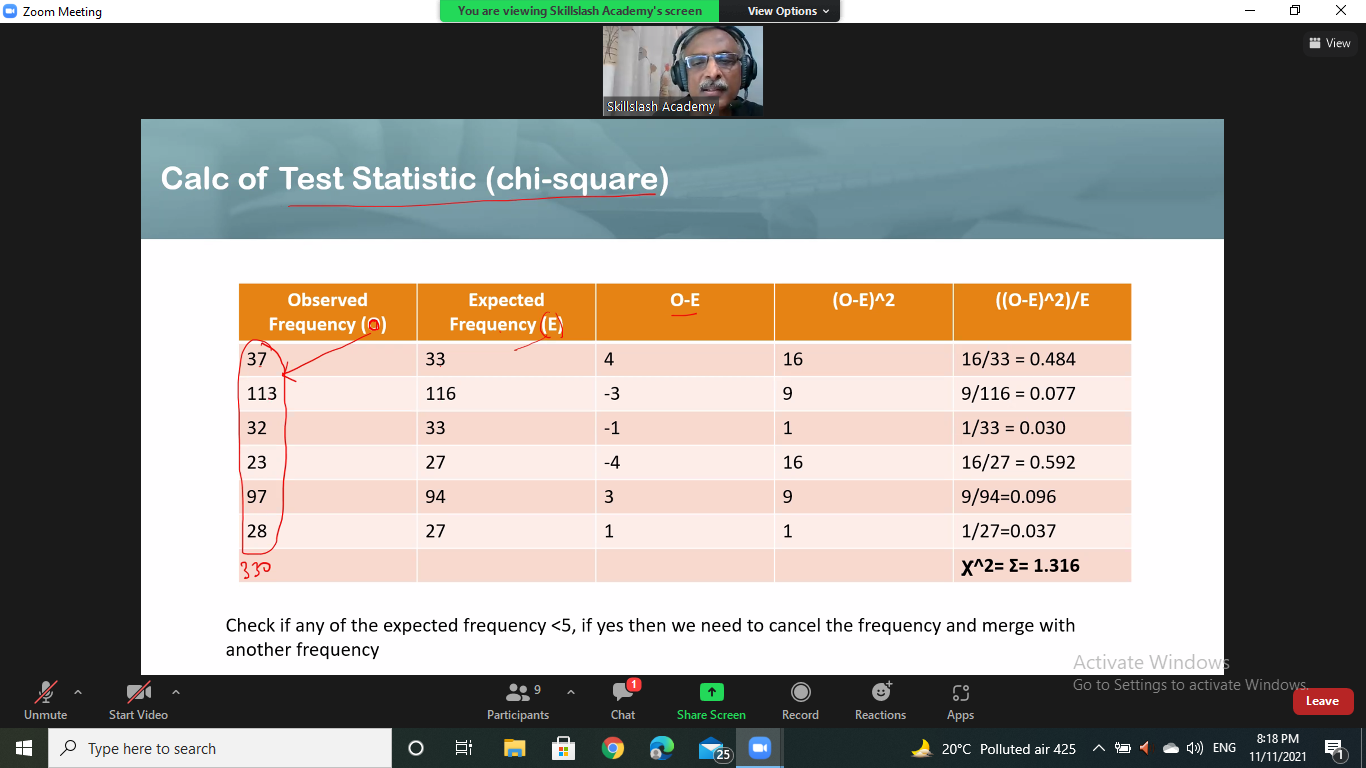 Zoom Meeting
You are viewing Skillslash Academy's screen View Options
View
Skillslash Academy
Calc of Test Statistic (chi-square)
Observed Frequency (O) Expected Frequency (E) O-E (O-E)^2 ((O-E)^2)/E
37 33 4 16 16/33 = 0.484
113 116 -3 9 9/116 = 0.077
32 33 -1 1 1/33 = 0.030
23 27 -4 16 16/27 = 0.592
97 94 3 9 9/94=0.096
28 27 1 1 1/27=0.037
330 χ^2= Σ= 1.316
Check if any of the expected frequency <5, if yes then we need to cancel the frequency and merge with
another frequency
Activate Windows
Go to Settings to activate Windows.
9 1
Unmute Start Video Participants Chat Share Screen Record Reactions Apps Leave
Type here to search 25 20°C Polluted air 425 ENG 8:18 PM 1
11/11/2021